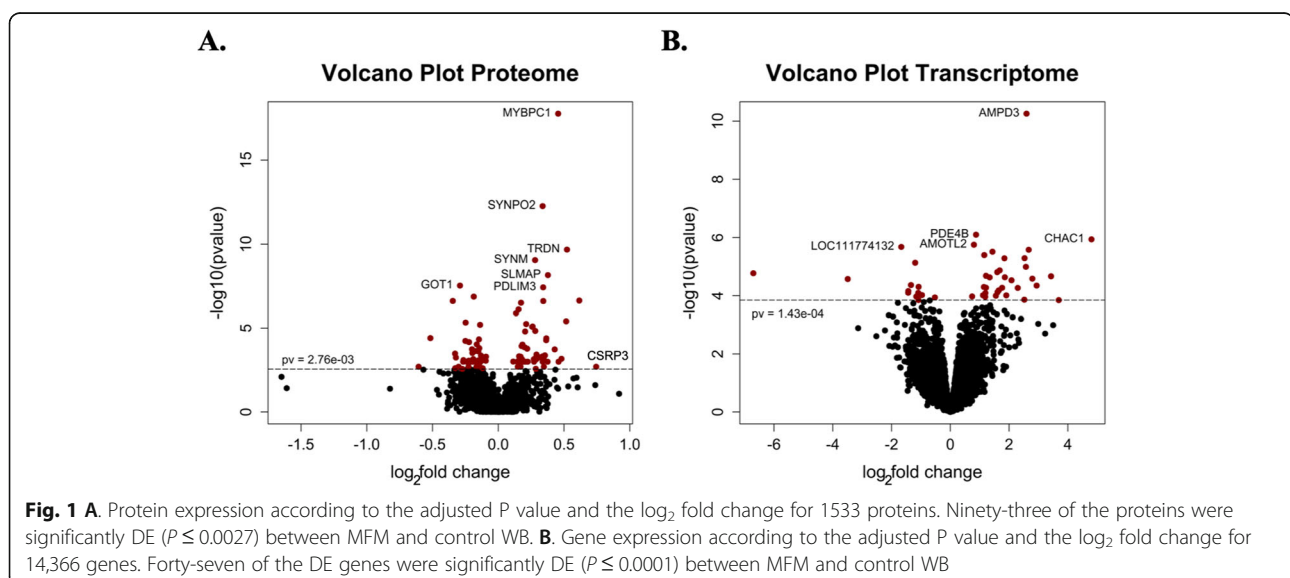 A.
Volcano Plot Proteome
MYBPC1
SYNPO2
TRDN
SYNM
SLMAP
GOT1
PDLIM3
CSRP3
pv = 2.76e-03
-log10(pvalue)
15
10
5
0
-1.5 -1.0 -0.5 0.0 0.5 1.0
log2fold change
B.
Volcano Plot Transcriptome
AMPD3
PDE4B
CHAC1
LOC111774132
AMOTL2
pv = 1.43e-04
-log10(pvalue)
10
8
6
4
2
0
-6 -4 -2 0 2 4
log2fold change
Fig. 1 A. Protein expression according to the adjusted P value and the log2 fold change for 1533 proteins. Ninety-three of the proteins were
significantly DE (P ≤ 0.0027) between MFM and control WB. B. Gene expression according to the adjusted P value and the log2 fold change for
14,366 genes. Forty-seven of the DE genes were significantly DE (P ≤ 0.0001) between MFM and control WB